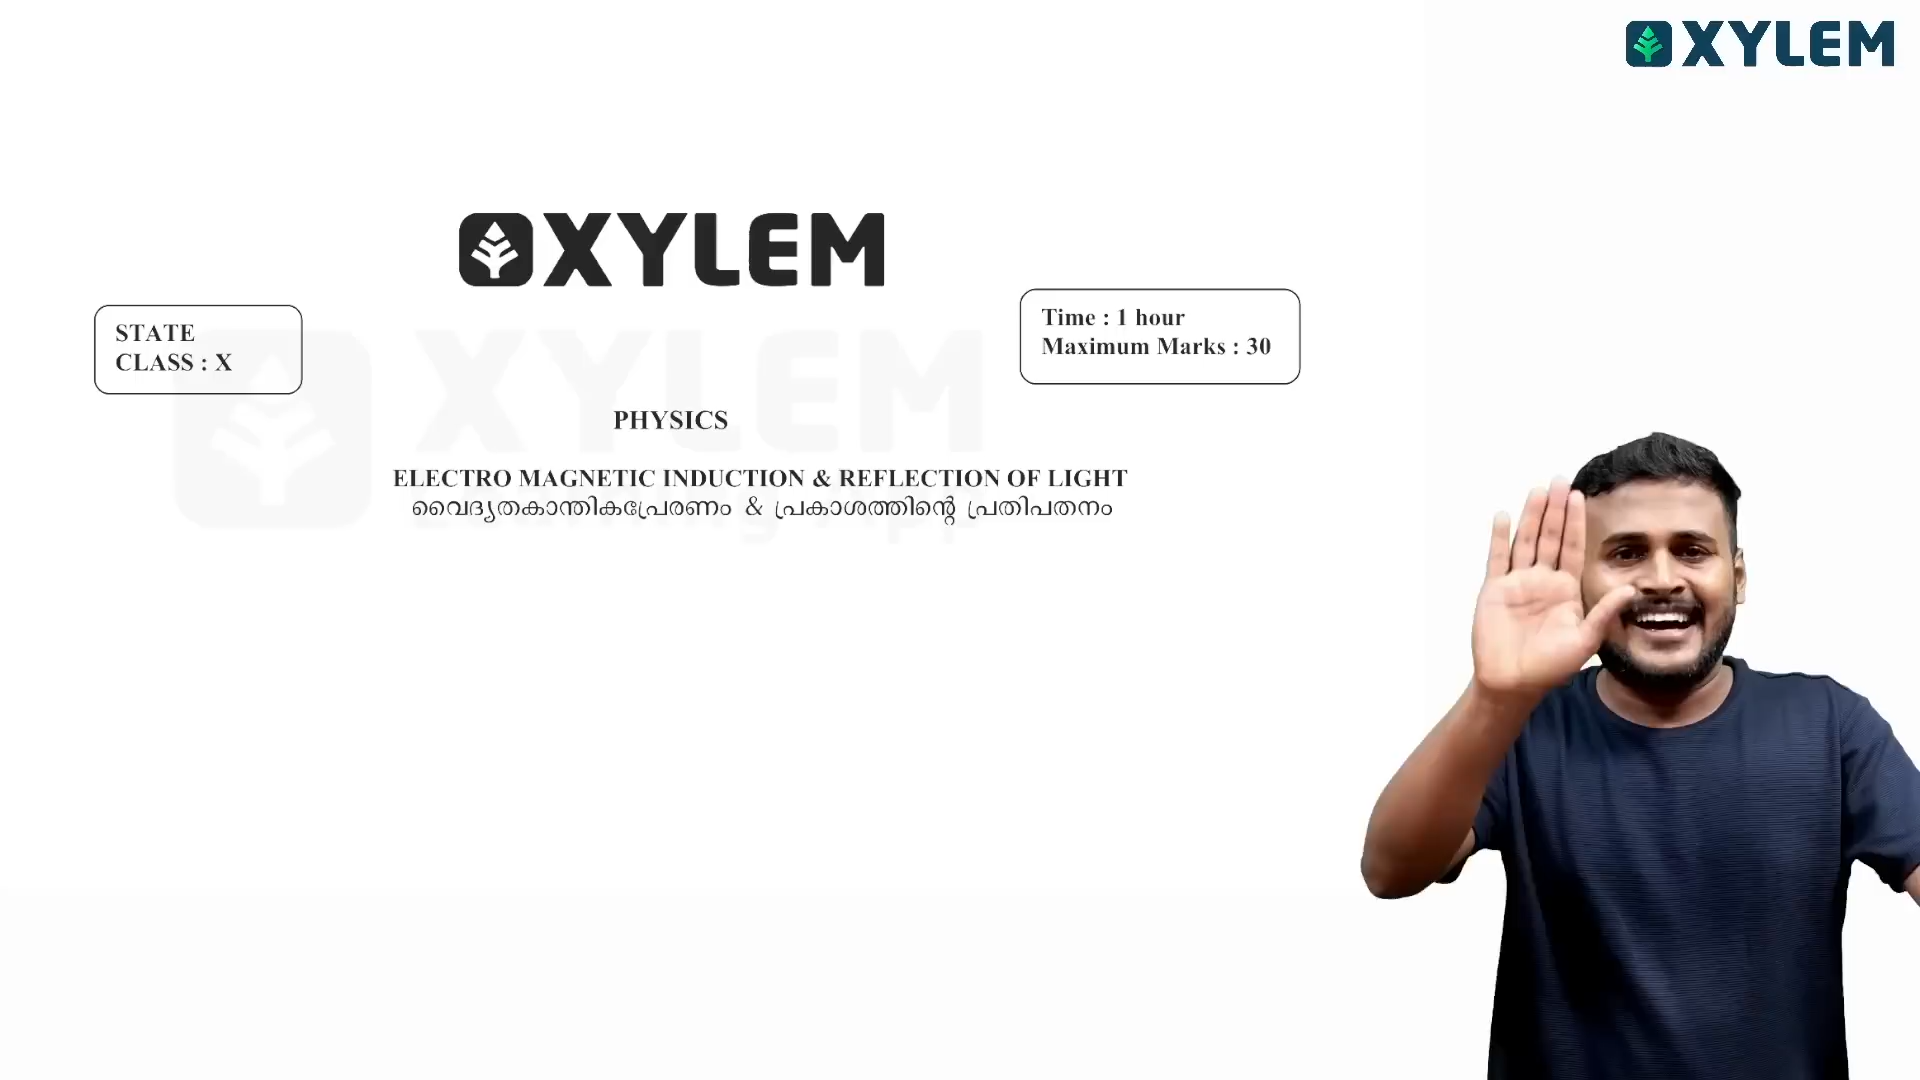 XYLEM
XYLEM
STATE
CLASS : X
Time : 1 hour
Maximum Marks : 30
XYLEM
PHYSICS
ELECTRO MAGNETIC INDUCTION & REFLECTION OF LIGHT
വൈദ്യുതകാന്തികപ്രേരണം & പ്രകാശത്തിന്റെ പ്രതിപതനം